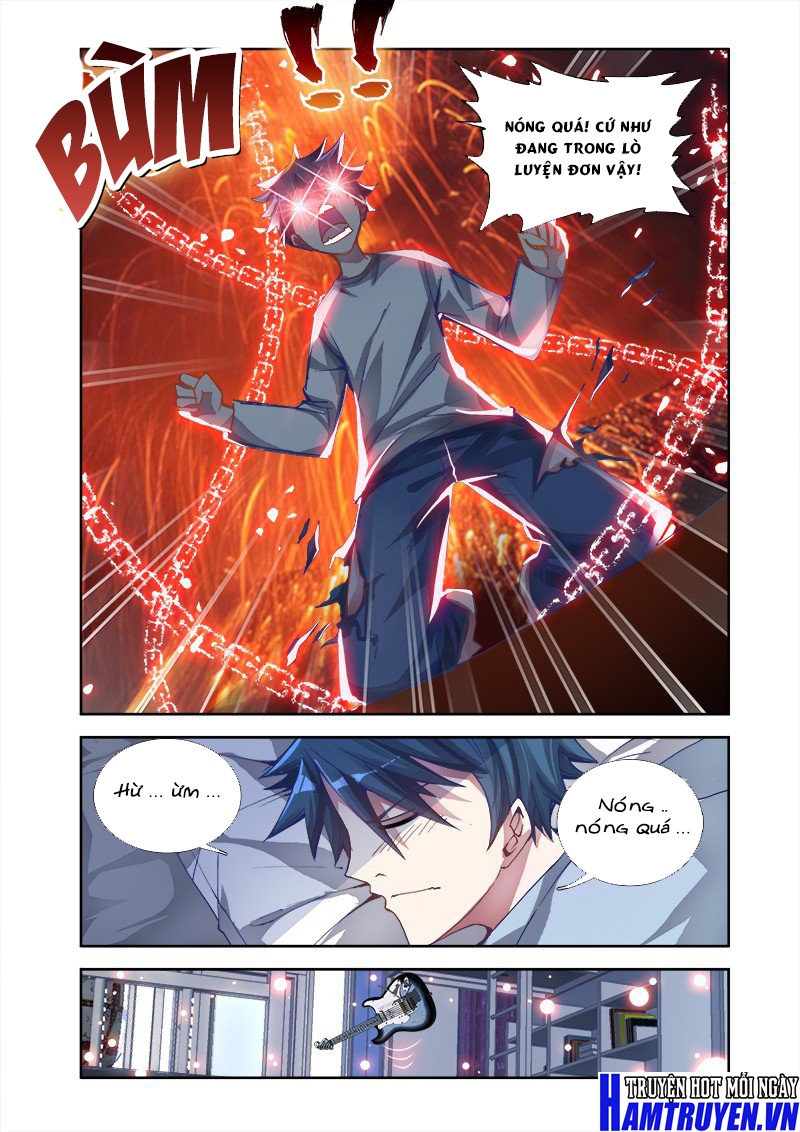 BÙM
!!
NÓNG QUÁ! CỨ NHƯ
ĐANG TRONG LÒ
LUYỆN ĐƠN VẬY!
HỪ ... ỪM ...
NÓNG ..
NÓNG QUÁ ...
TRUYỆN HOT MỖI NGÀY
HAMTRUYEN.VN